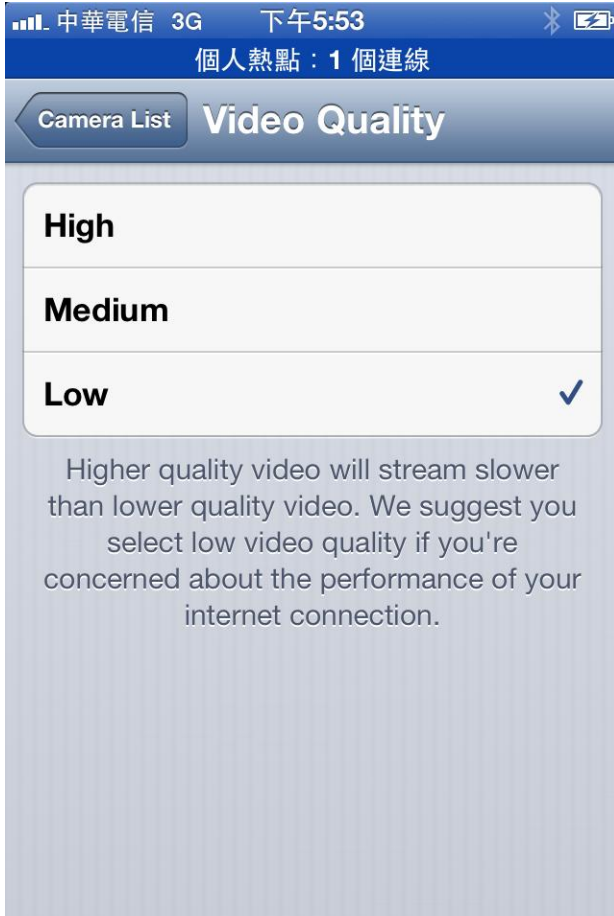 中華電信 3G 下午5:53
個人熱點：1 個連線
Camera List Video Quality
High
Medium
Low
Higher quality video will stream slower
than lower quality video. We suggest you
select low video quality if you're
concerned about the performance of your
internet connection.